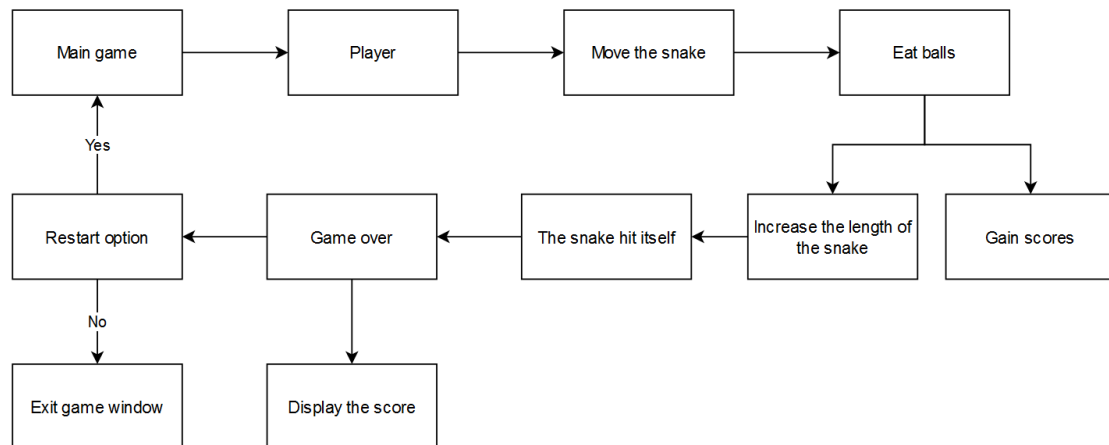 Main game
Player
Move the snake
Eat balls
Yes
Restart option
Game over
The snake hit itself
Increase the length of
the snake
Gain scores
No
Exit game window
Display the score